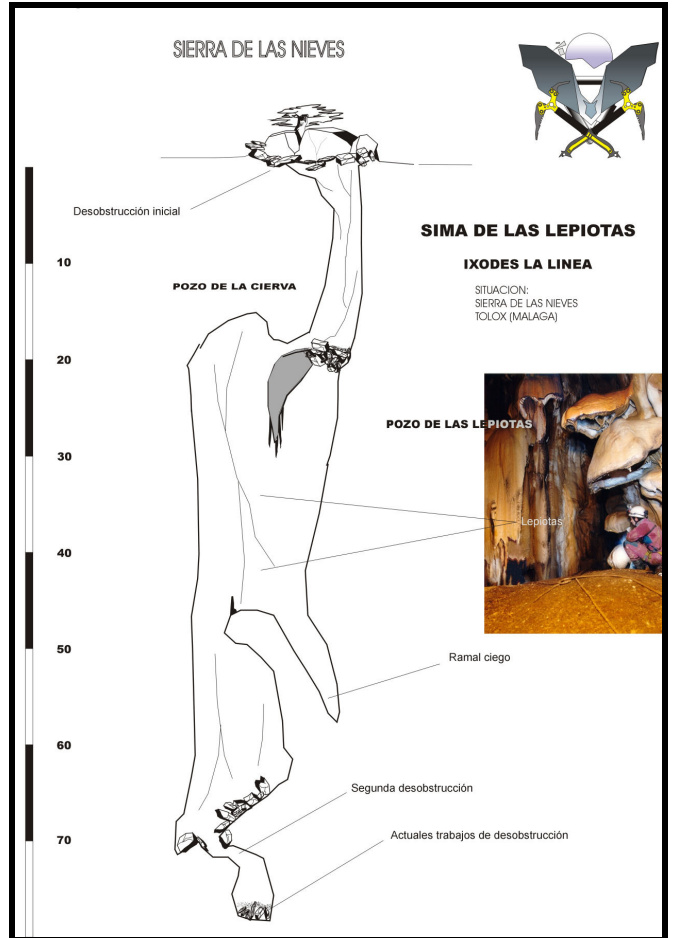 SIERRA DE LAS NIEVES
Desobstrucción inicial
SIMA DE LAS LEPIOTAS
IXODES LA LINEA
SITUACION:
SIERRA DE LAS NIEVES
TOLOX (MALAGA)
10
POZO DE LA CIERVA
20
POZO DE LAS LEPIOTAS
30
Lepiotas
40
50
Ramal ciego
60
Segunda desobstrucción
70
Actuales trabajos de desobstrucción